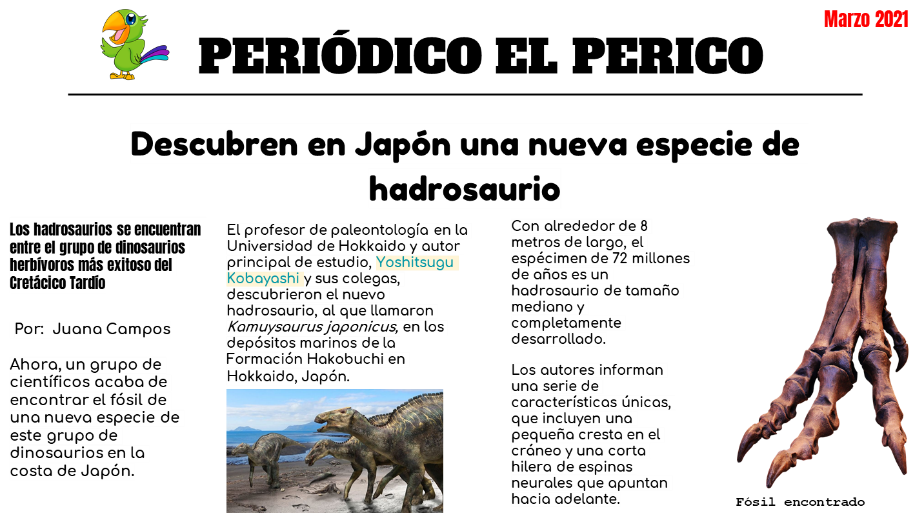 Marzo 2021
PERIÓDICO EL PERICO
Descubren en Japón una nueva especie de
hadrosaurio
Los hadrosaurios se encuentran
entre el grupo de dinosaurios
herbívoros más exitoso del
Cretácico Tardío
Por: Juana Campos
Ahora, un grupo de
científicos acaba de
encontrar el fósil de
una nueva especie de
este grupo de
dinosaurios en la
costa de Japón.
El profesor de paleontología en la
Universidad de Hokkaido y autor
principal de estudio, Yoshitsugu
Kobayashi y sus colegas,
descubrieron el nuevo
hadrosaurio, al que llamaron
Kamuysaurus japonicus, en los
depósitos marinos de la
Formación Hakobuchi en
Hokkaido, Japón.
Con alrededor de 8
metros de largo, el
espécimen de 72 millones
de años es un
hadrosaurio de tamaño
mediano y
completamente
desarrollado.
Los autores informan
una serie de
características únicas,
que incluyen una
pequeña cresta en el
cráneo y una corta
hilera de espinas
neurales que apuntan
hacia adelante.
Fósil encontrado